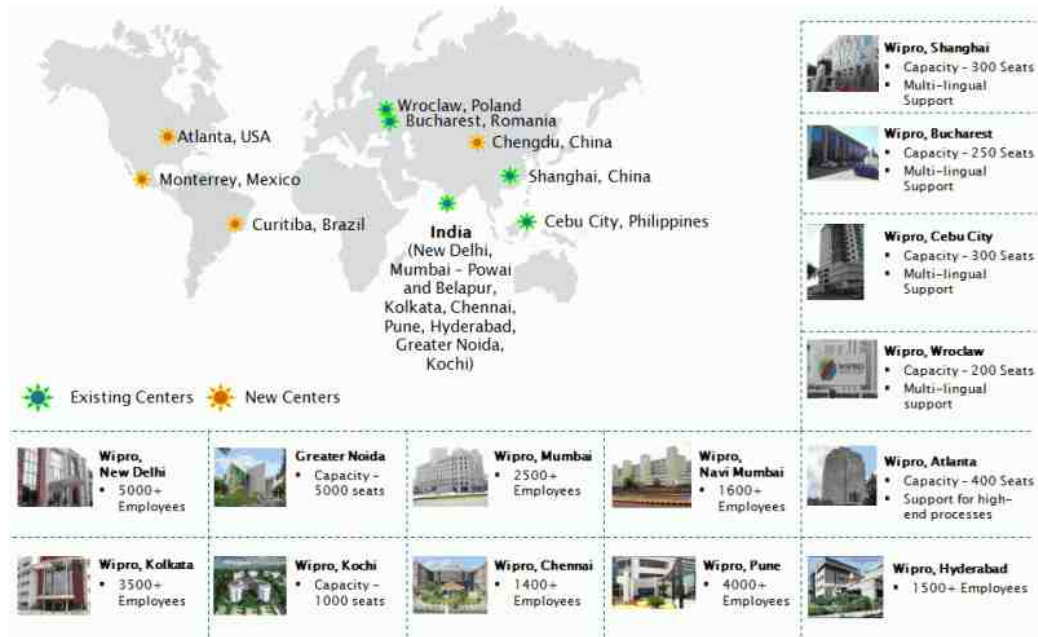 Wroclaw, Poland
Bucharest, Romania
Atlanta, USA
Chengdu, China
Monterrey, Mexico
Shanghai, China
Curitiba, Brazil
Cebu City, Philippines
India
(New Delhi,
Mumbai – Powai
and Belapur,
Kolkata, Chennai,
Pune, Hyderabad,
Greater Noida,
Kochi)
Existing Centers
New Centers
Wipro, Shanghai
▪ Capacity – 300 Seats
▪ Multi-lingual
Support
Wipro, Bucharest
▪ Capacity – 250 Seats
▪ Multi-lingual
Support
Wipro, Cebu City
▪ Capacity – 300 Seats
▪ Multi-lingual
Support
WIPRO
Wipro, Wroclaw
▪ Capacity – 200 Seats
▪ Multi-lingual
support
Wipro,
New Delhi
▪ 5000+
Employees
Greater Noida
▪ Capacity –
5000 seats
Wipro, Mumbai
▪ 2500+
Employees
Wipro,
Navi Mumbai
▪ 1600+
Employees
Wipro, Atlanta
▪ Capacity – 400 Seats
▪ Support for high-
end processes
Wipro, Kolkata
▪ 3500+
Employees
Wipro, Kochi
▪ Capacity –
1000 seats
Wipro, Chennai
▪ 1400+
Employees
Wipro, Pune
▪ 4000+
Employees
Wipro, Hyderabad
▪ 1500+ Employees